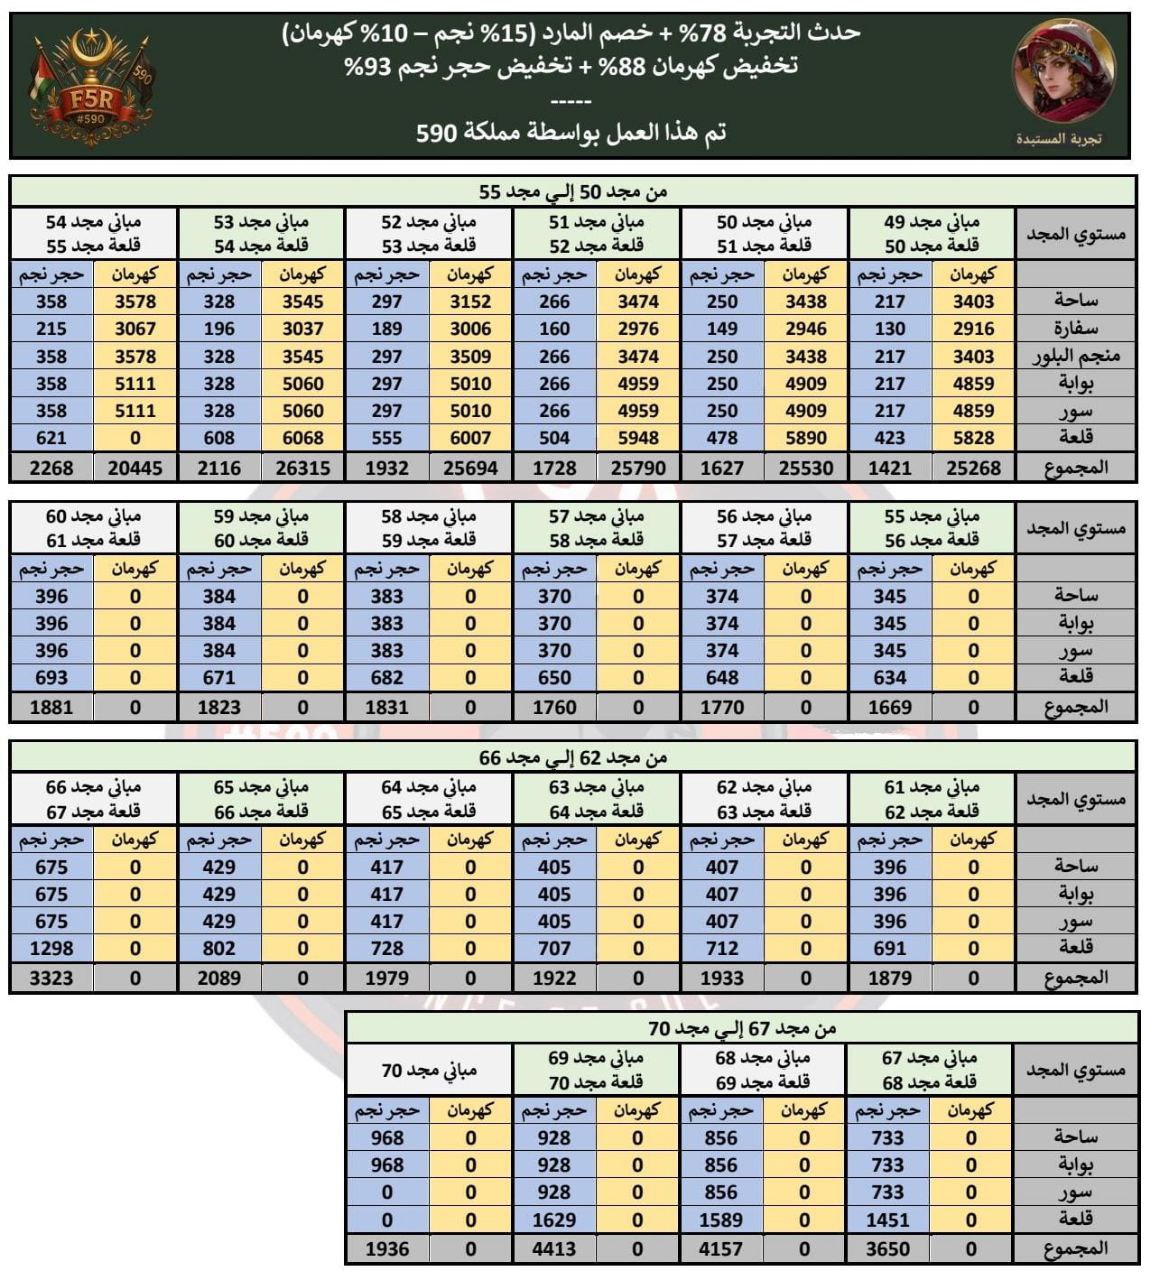 حدث التجربة 78% + خصم المارد (15% نجم – 10% كهرمان)
تخفيض كهرمان 88% + تخفيض حجر نجم 93%
-----
تم هذا العمل بواسطة مملكة 590
تجربة المستبدة
590
F5R
#590
من مجد 50 إلى مجد 55
مستوي المجد | مباني مجد 49 قلعة مجد 50 | مباني مجد 50 قلعة مجد 51 | مباني مجد 51 قلعة مجد 52 | مباني مجد 52 قلعة مجد 53 | مباني مجد 53 قلعة مجد 54 | مباني مجد 54 قلعة مجد 55
كهرمان | حجر نجم | كهرمان | حجر نجم | كهرمان | حجر نجم | كهرمان | حجر نجم | كهرمان | حجر نجم | كهرمان | حجر نجم
ساحة | 3403 | 217 | 3438 | 250 | 3474 | 266 | 3152 | 297 | 3545 | 328 | 3578 | 358
سفارة | 2916 | 130 | 2946 | 149 | 2976 | 160 | 3006 | 189 | 3037 | 196 | 3067 | 215
منجم البلور | 3403 | 217 | 3438 | 250 | 3474 | 266 | 3509 | 297 | 3545 | 328 | 3578 | 358
بوابة | 4859 | 217 | 4909 | 250 | 4959 | 266 | 5010 | 297 | 5060 | 328 | 5111 | 358
سور | 4859 | 217 | 4909 | 250 | 4959 | 266 | 5010 | 297 | 5060 | 328 | 5111 | 358
قلعة | 5828 | 423 | 5890 | 478 | 5948 | 504 | 6007 | 555 | 6068 | 608 | 0 | 621
المجموع | 25268 | 1421 | 25530 | 1627 | 25790 | 1728 | 25694 | 1932 | 26315 | 2116 | 20445 | 2268
مستوي المجد | مباني مجد 55 قلعة مجد 56 | مباني مجد 56 قلعة مجد 57 | مباني مجد 57 قلعة مجد 58 | مباني مجد 58 قلعة مجد 59 | مباني مجد 59 قلعة مجد 60 | مباني مجد 60 قلعة مجد 61
كهرمان | حجر نجم | كهرمان | حجر نجم | كهرمان | حجر نجم | كهرمان | حجر نجم | كهرمان | حجر نجم | كهرمان | حجر نجم
ساحة | 0 | 345 | 0 | 374 | 0 | 370 | 0 | 383 | 0 | 384 | 0 | 396
بوابة | 0 | 345 | 0 | 374 | 0 | 370 | 0 | 383 | 0 | 384 | 0 | 396
سور | 0 | 345 | 0 | 374 | 0 | 370 | 0 | 383 | 0 | 384 | 0 | 396
قلعة | 0 | 634 | 0 | 648 | 0 | 650 | 0 | 682 | 0 | 671 | 0 | 693
المجموع | 0 | 1669 | 0 | 1770 | 0 | 1760 | 0 | 1831 | 0 | 1823 | 0 | 1881
من مجد 62 إلى مجد 66
مستوي المجد | مباني مجد 61 قلعة مجد 62 | مباني مجد 62 قلعة مجد 63 | مباني مجد 63 قلعة مجد 64 | مباني مجد 64 قلعة مجد 65 | مباني مجد 65 قلعة مجد 66 | مباني مجد 66 قلعة مجد 67
كهرمان | حجر نجم | كهرمان | حجر نجم | كهرمان | حجر نجم | كهرمان | حجر نجم | كهرمان | حجر نجم | كهرمان | حجر نجم
ساحة | 0 | 396 | 0 | 407 | 0 | 405 | 0 | 417 | 0 | 429 | 0 | 675
بوابة | 0 | 396 | 0 | 407 | 0 | 405 | 0 | 417 | 0 | 429 | 0 | 675
سور | 0 | 396 | 0 | 407 | 0 | 405 | 0 | 417 | 0 | 429 | 0 | 675
قلعة | 0 | 691 | 0 | 712 | 0 | 707 | 0 | 728 | 0 | 802 | 0 | 1298
المجموع | 0 | 1879 | 0 | 1933 | 0 | 1922 | 0 | 1979 | 0 | 2089 | 0 | 3323
من مجد 67 إلى مجد 70
مستوي المجد | مباني مجد 67 قلعة مجد 68 | مباني مجد 68 قلعة مجد 69 | مباني مجد 69 قلعة مجد 70 | مباني مجد 70
كهرمان | حجر نجم | كهرمان | حجر نجم | كهرمان | حجر نجم | كهرمان | حجر نجم
ساحة | 0 | 733 | 0 | 856 | 0 | 928 | 0 | 968
بوابة | 0 | 733 | 0 | 856 | 0 | 928 | 0 | 968
سور | 0 | 733 | 0 | 856 | 0 | 928 | 0 | 0
قلعة | 0 | 1451 | 0 | 1589 | 0 | 1629 | 0 | 0
المجموع | 0 | 3650 | 0 | 4157 | 0 | 4413 | 0 | 1936